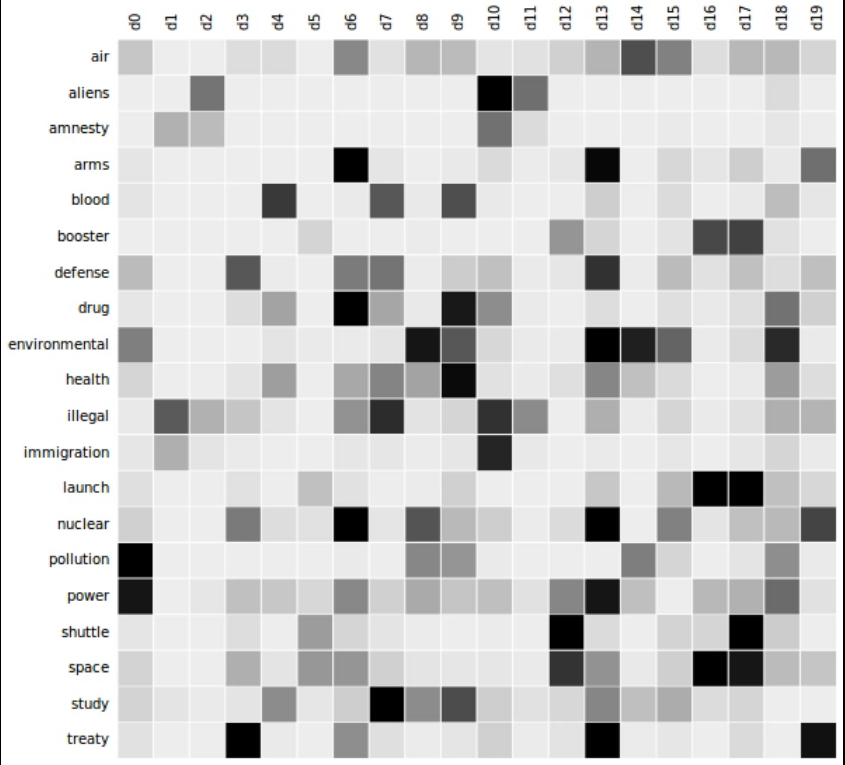 d0 d1 d2 d3 d4 d5 d6 d7 d8 d9 d10 d11 d12 d13 d14 d15 d16 d17 d18 d19
air
aliens
amnesty
arms
blood
booster
defense
drug
environmental
health
illegal
immigration
launch
nuclear
pollution
power
shuttle
space
study
treaty